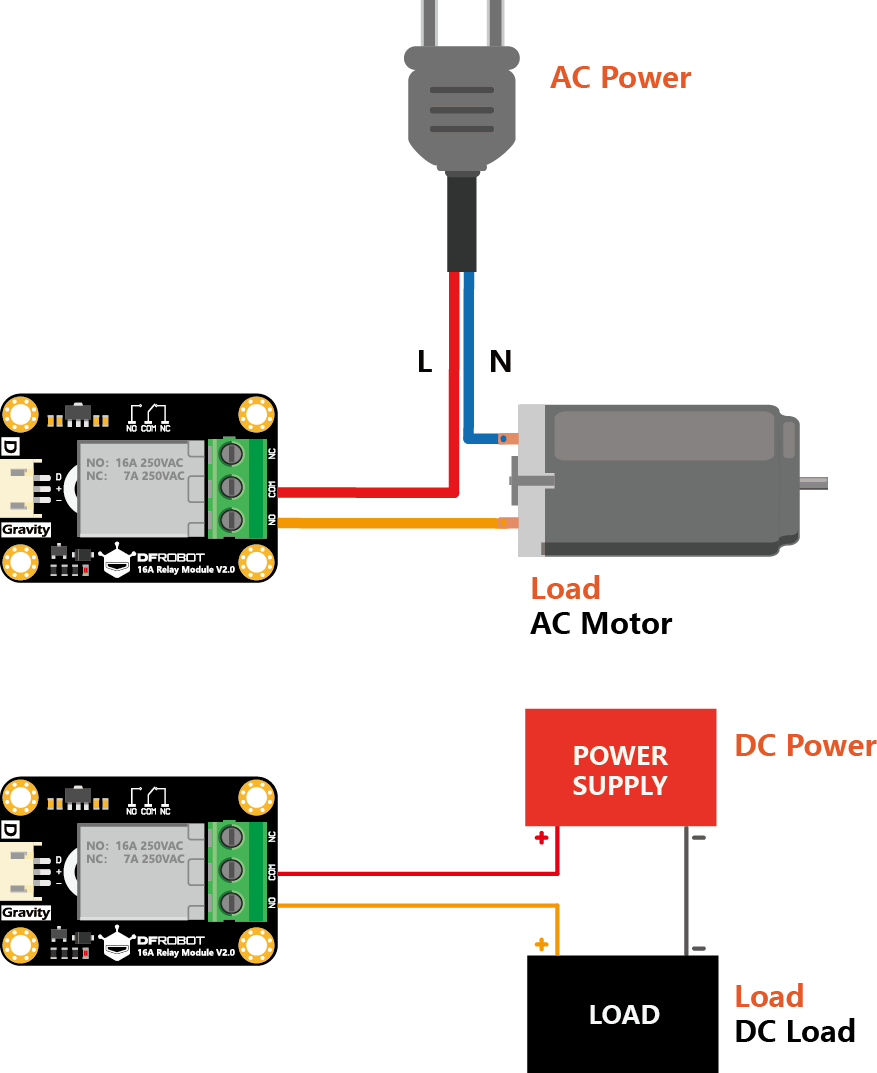 AC Power
L
N
NO COM NC
D
NO: 16A 250VAC
NC: 7A 250VAC
NC
COM
NO
D
+
−
Gravity
DFROBOT
16A Relay Module V2.0
Load
AC Motor
POWER
SUPPLY
DC Power
+
−
NO COM NC
D
NO: 16A 250VAC
NC: 7A 250VAC
NC
COM
NO
D
+
−
Gravity
DFROBOT
16A Relay Module V2.0
+
−
LOAD
Load
DC Load